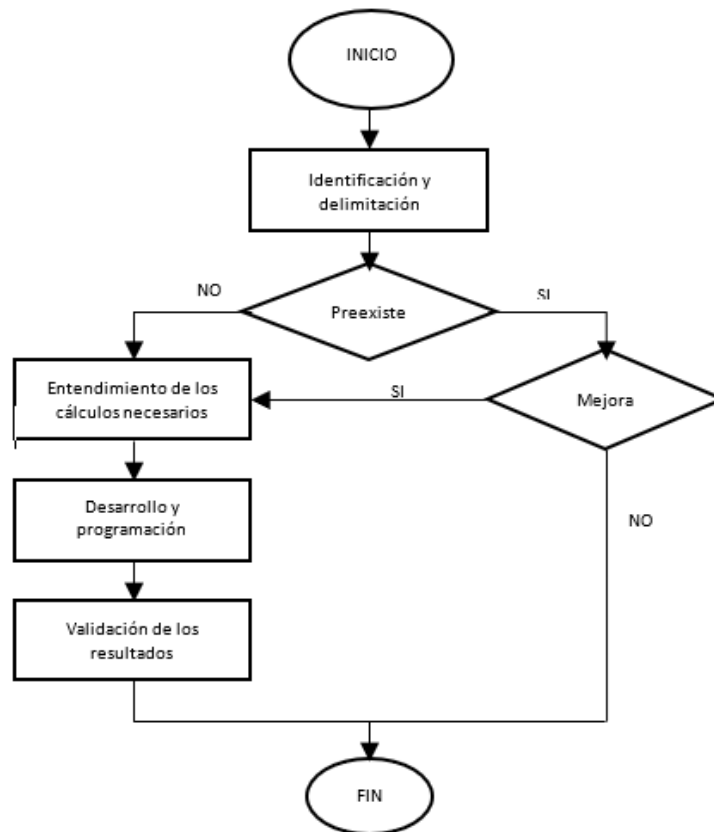 INICIO
Identificación y
delimitación
NO
SI
Preexiste
Entendimiento de los
cálculos necesarios
SI
Mejora
Desarrollo y
programación
NO
Validación de los
resultados
FIN